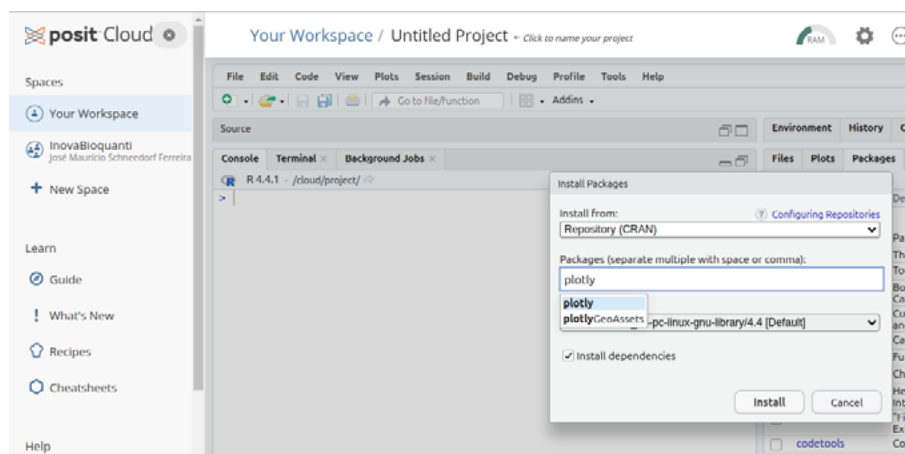 posit Cloud
Your Workspace / Untitled Project - Click to name your project
RAM
Spaces
Your Workspace
InovaBioquanti
José Maurício Schneedorf Ferreira
New Space
Learn
Guide
What's New
Recipes
Cheatsheets
Help
File Edit Code View Plots Session Build Debug Profile Tools Help
Go to file/function
Addins
Source
Console Terminal Background Jobs
R 4.4.1 · /cloud/project/
>
Environment History
Files Plots Packages
Install Packages
Install from:
Configuring Repositories
Repository (CRAN)
Packages (separate multiple with space or comma):
plotly
plotly
plotlyGeoAssets
-pc-linux-gnu-library/4.4 [Default]
Install dependencies
Install Cancel
codetools